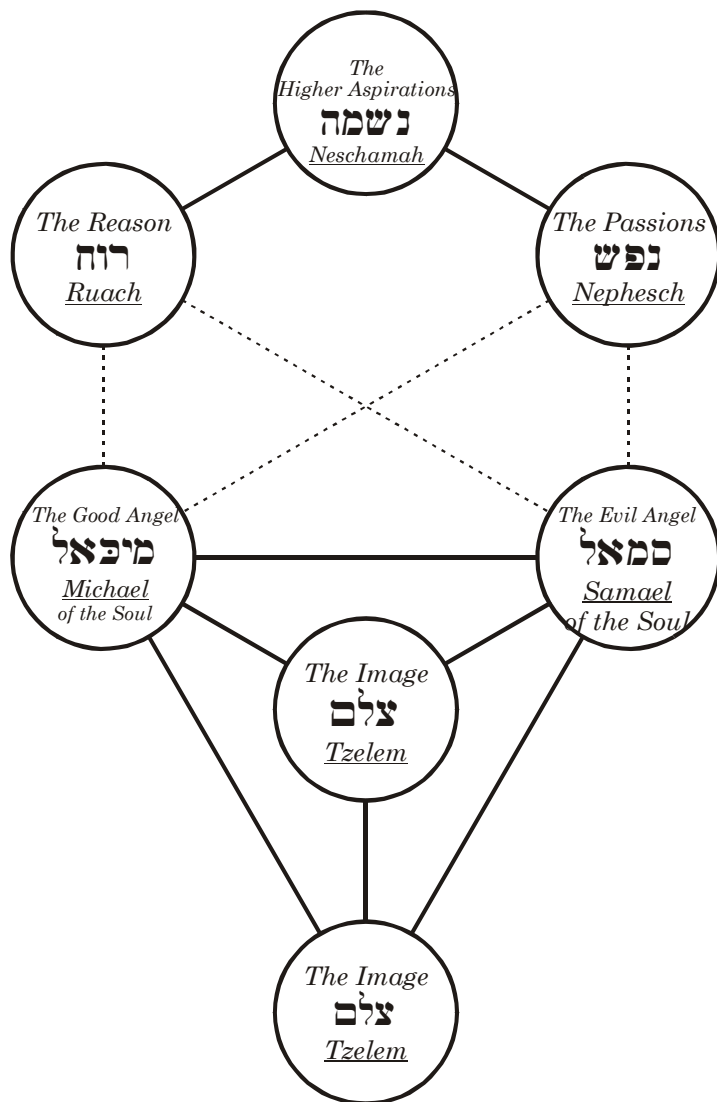 The
Higher Aspirations
נשמה
Neschamah
The Reason
רוח
Ruach
The Passions
נפש
Nephesch
The Good Angel
מיכאל
Michael
of the Soul
The Evil Angel
סמאל
Samael
of the Soul
The Image
צלם
Tzelem
The Image
צלם
Tzelem